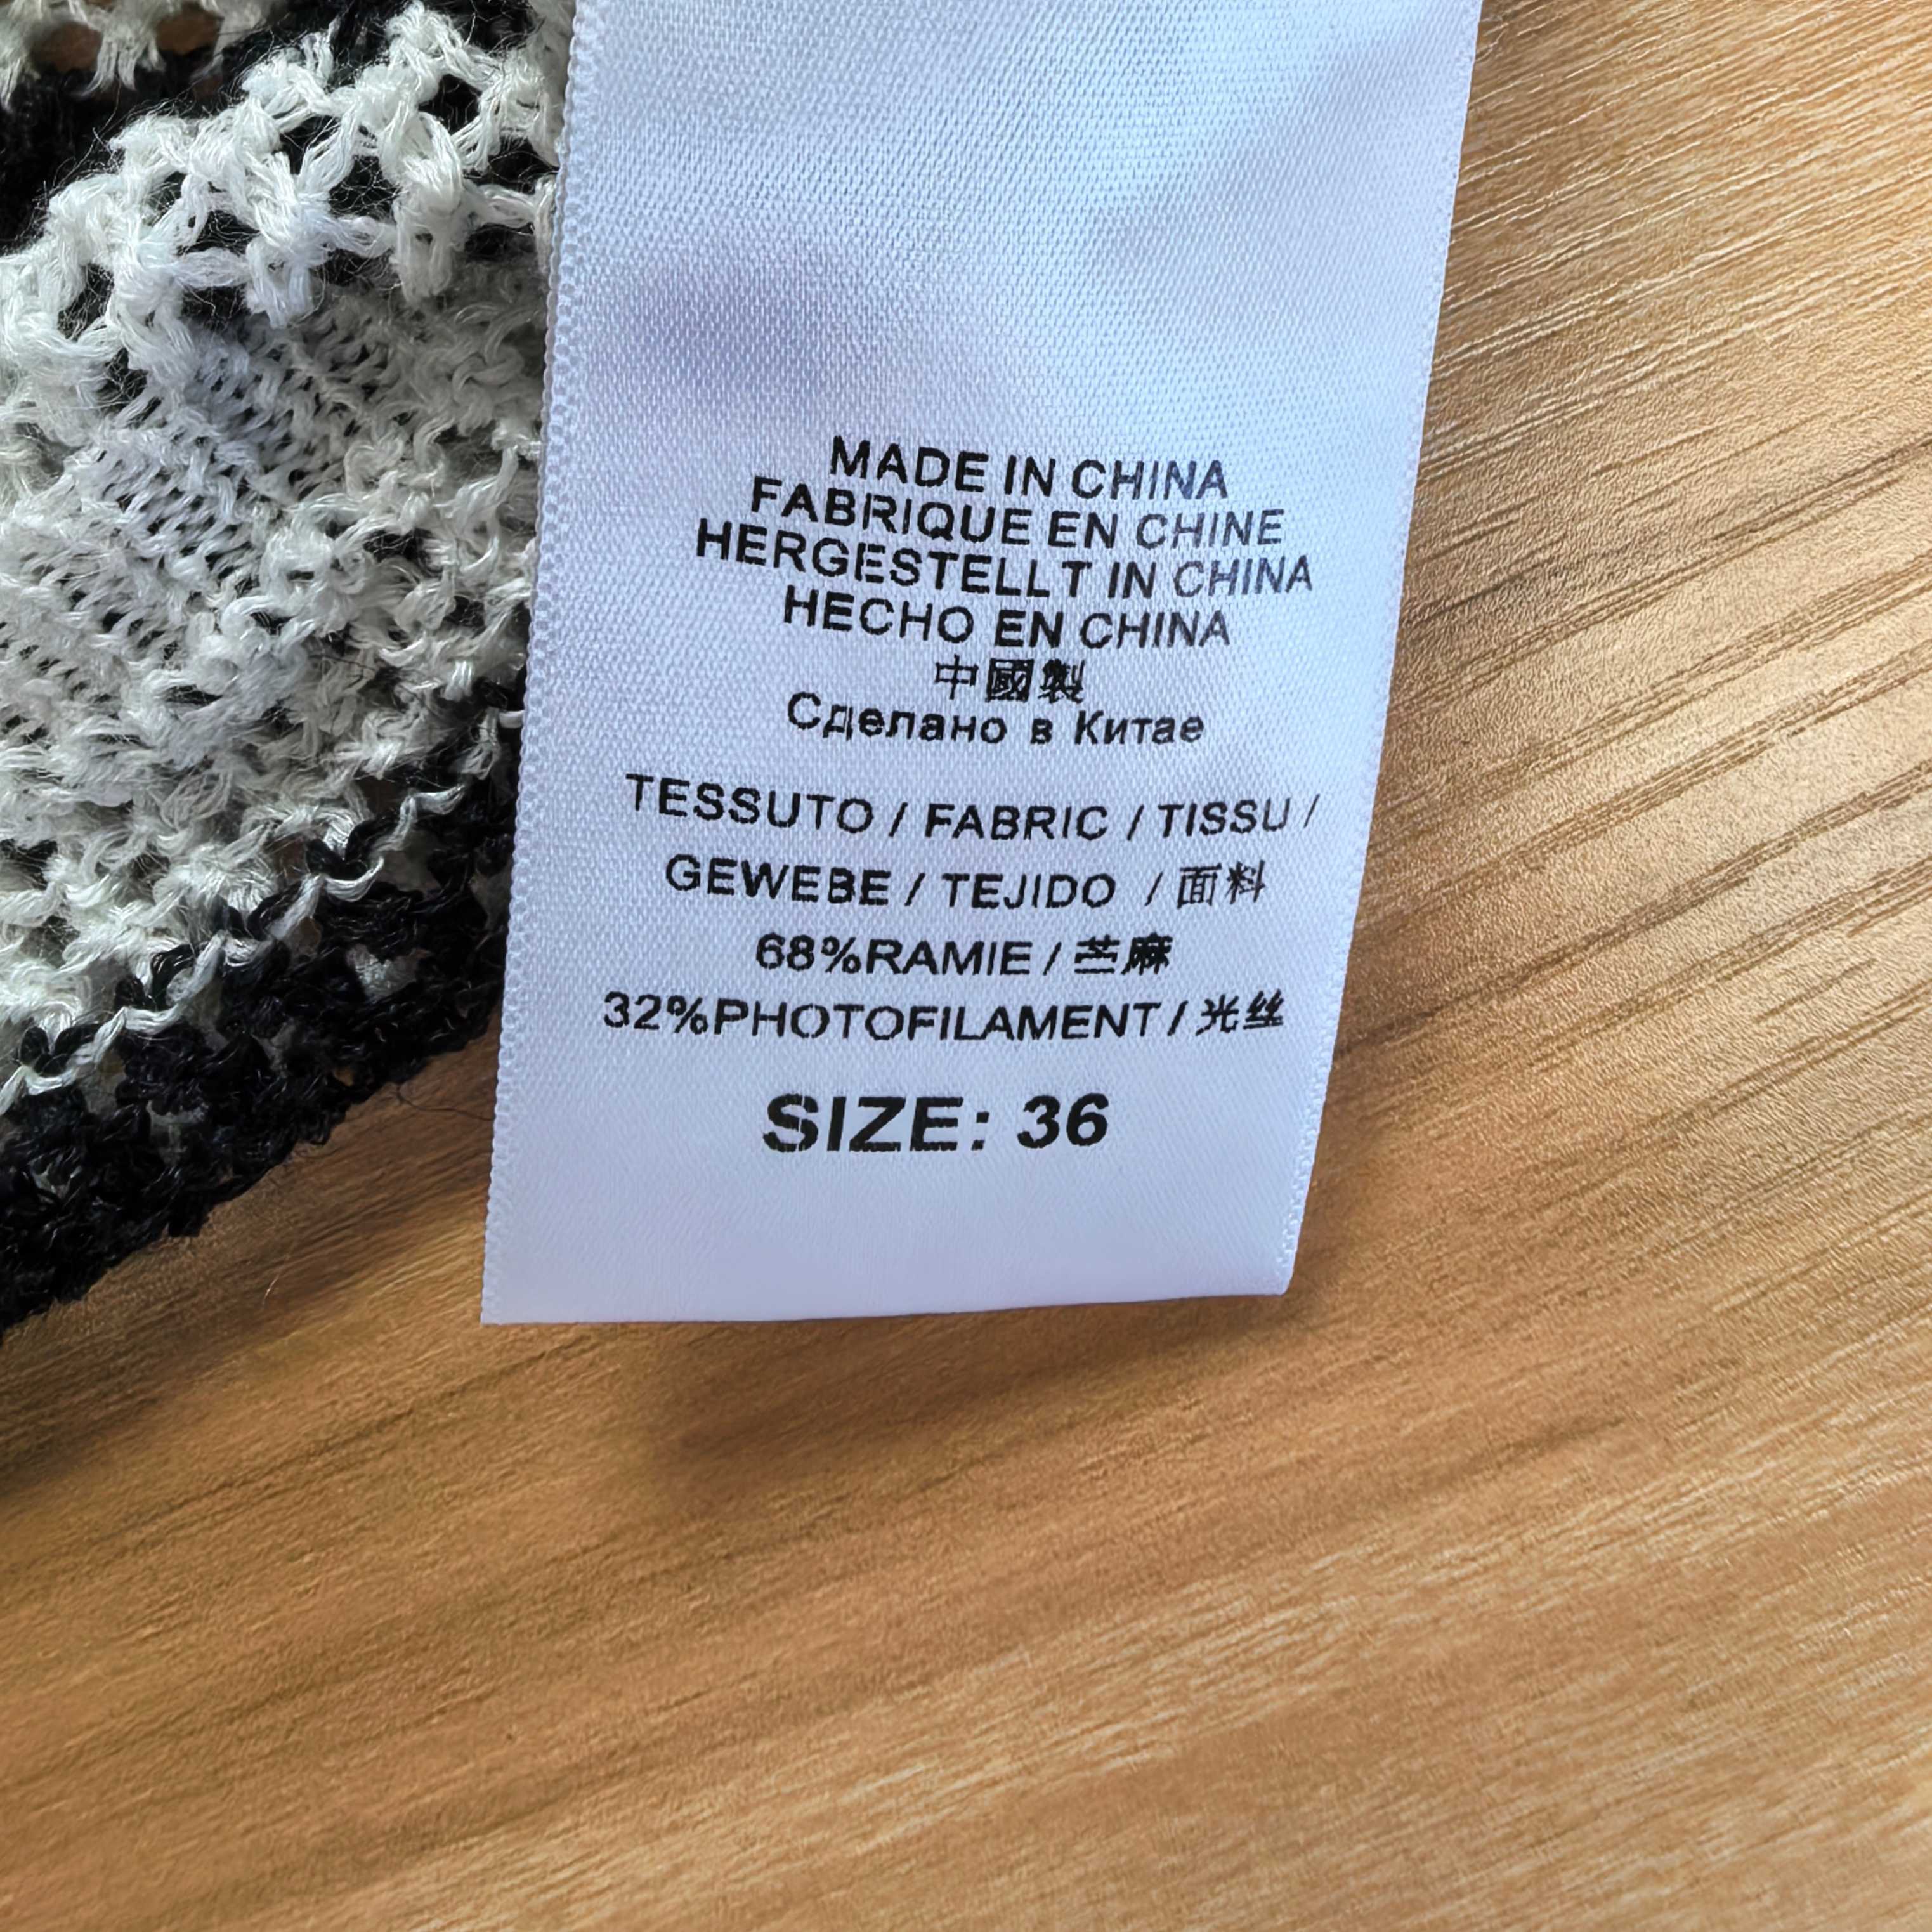 MADE IN CHINA
FABRIQUE EN CHINE
HERGESTELLT IN CHINA
HECHO EN CHINA
中國製
Сделано в Китае
TESSUTO / FABRIC / TISSU /
GEWEBE / TEJIDO / 面料
68%RAMIE / 苎麻
32%PHOTOFILAMENT / 光丝
SIZE: 36